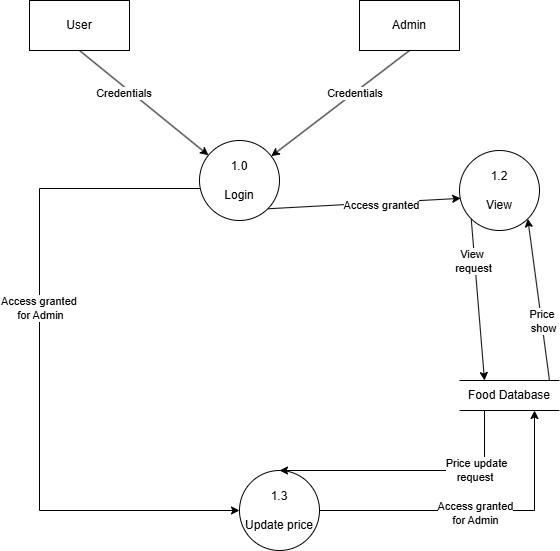 User
Admin
Credentials
Credentials
1.0
Login
1.2
View
Access granted
View
request
Access granted
for Admin
Price
show
Food Database
Price update
request
1.3
Update price
Access granted
for Admin